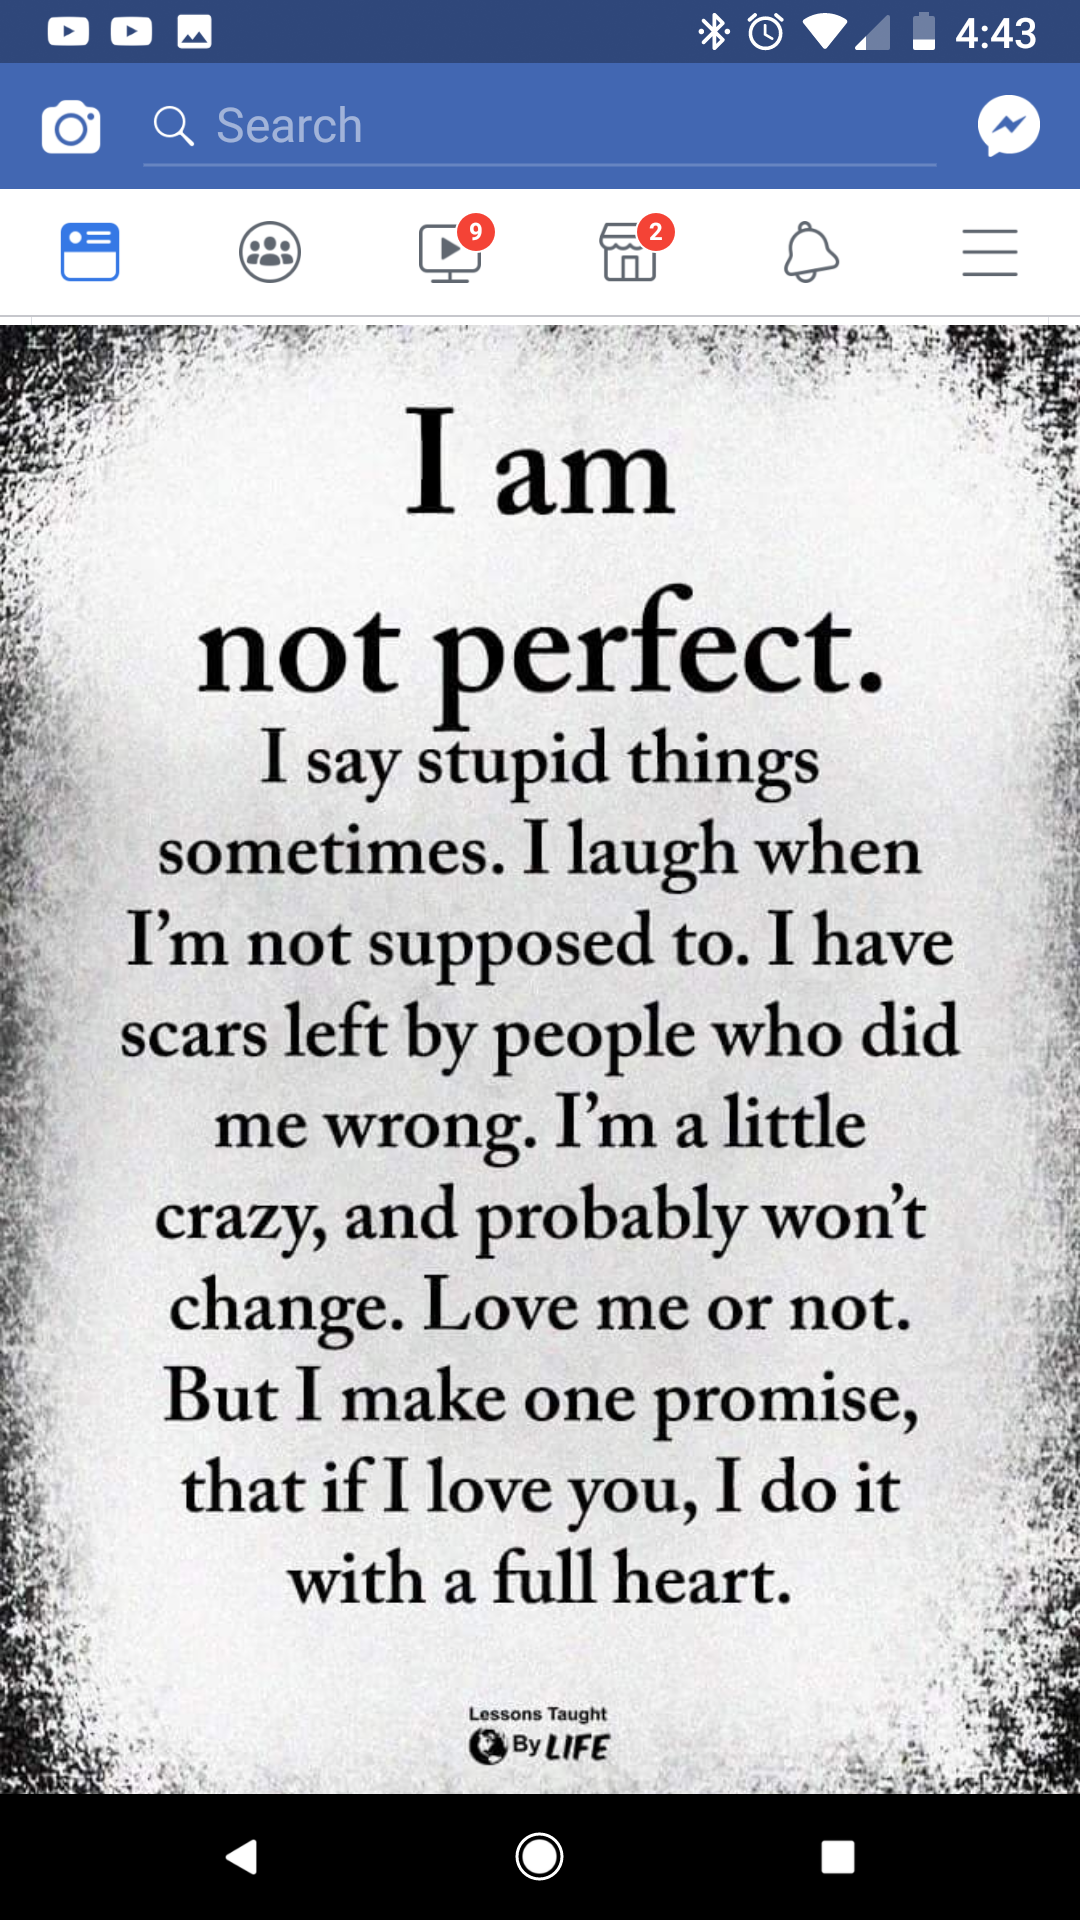 4:43
Search
9
2
I am
not perfect.
I say stupid things
sometimes. I laugh when
I'm not supposed to. I have
scars left by people who did
me wrong. I'm a little
crazy, and probably won't
change. Love me or not.
But I make one promise,
that if I love you, I do it
with a full heart.
Lessons Taught
By LIFE